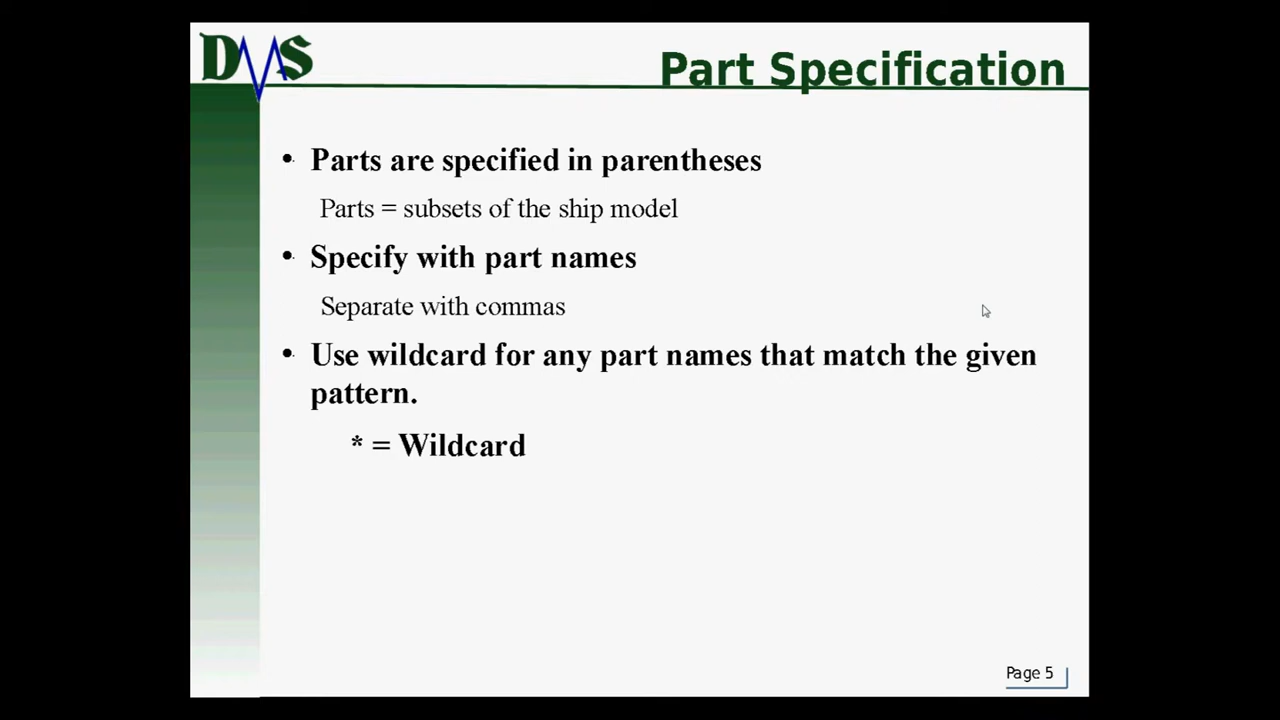 DMS
Part Specification
• Parts are specified in parentheses
Parts = subsets of the ship model
• Specify with part names
Separate with commas
• Use wildcard for any part names that match the given
pattern.
* = Wildcard
Page 5